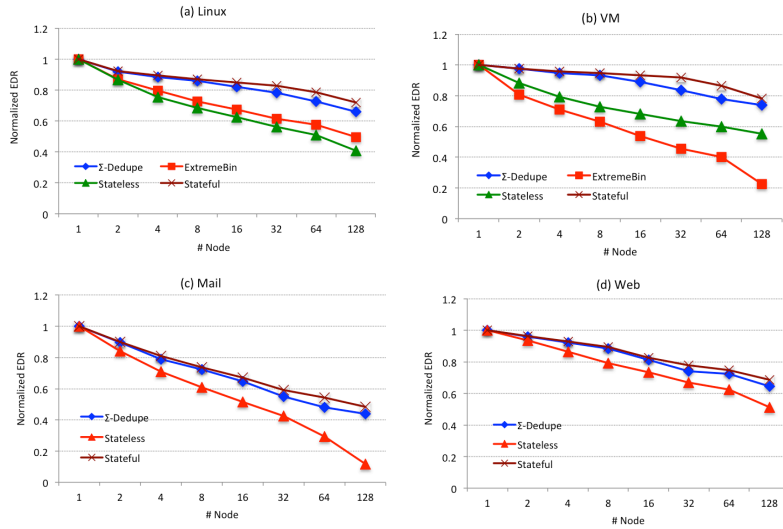 (a) Linux
1.2
1
0.8
0.6
0.4
0.2
0
Normalized EDR
Σ-Dedupe
ExtremeBin
Stateless
Stateful
1 2 4 8 16 32 64 128
# Node
(b) VM
1.2
1
0.8
0.6
0.4
0.2
0
Normalized EDR
Σ-Dedupe
ExtremeBin
Stateless
Stateful
1 2 4 8 16 32 64 128
# Node
(c) Mail
1.2
1
0.8
0.6
0.4
0.2
0
Normalized EDR
Σ-Dedupe
Stateless
Stateful
1 2 4 8 16 32 64 128
# Node
(d) Web
1.2
1
0.8
0.6
0.4
0.2
0
Normalized EDR
Σ-Dedupe
Stateless
Stateful
1 2 4 8 16 32 64 128
# Node